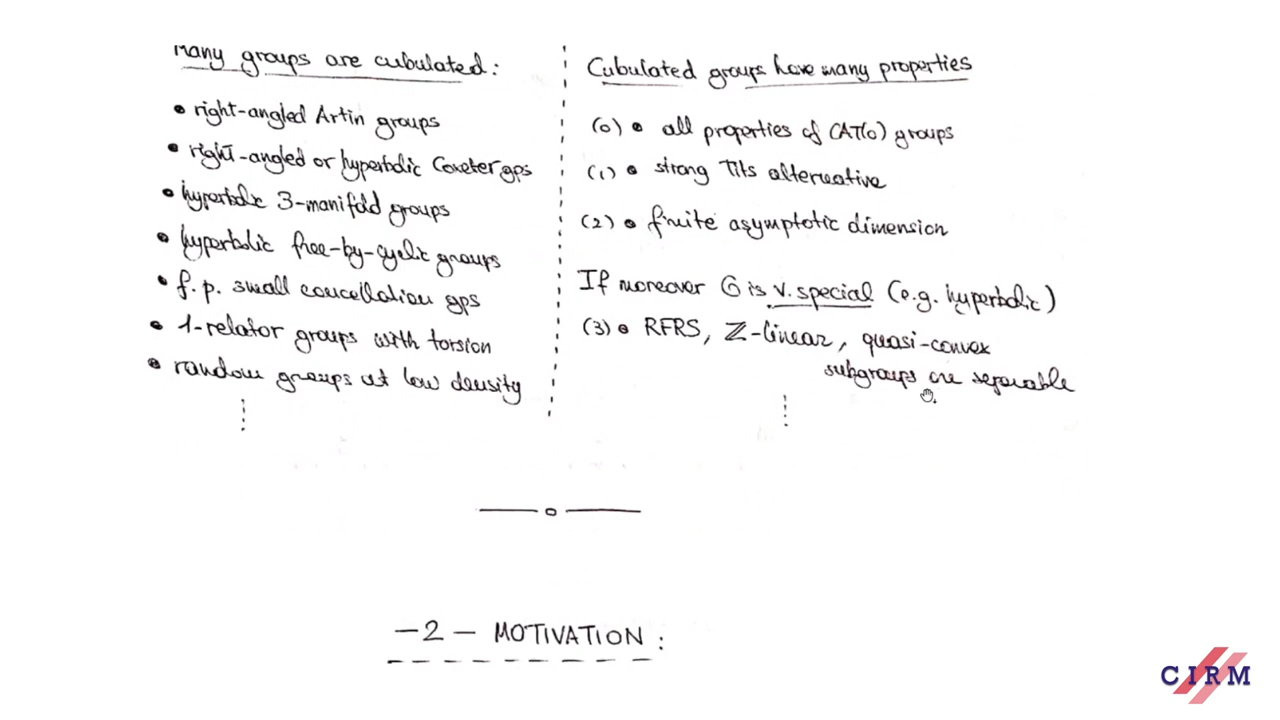 Many groups are cubulated:
• right-angled Artin groups
• right-angled or hyperbolic Coxeter gps
• hyperbolic 3-manifold groups
• hyperbolic free-by-cyclic groups
• f.p. small cancellation gps
• 1-relator groups with torsion
• random groups at low density
Cubulated groups have many properties
(0) • all properties of CAT(0) groups
(1) • strong Tits alternative
(2) • finite asymptotic dimension
If moreover G is v. special (e.g. hyperbolic)
(3) • RFRS, ℤ-linear, quasi-convex
subgroups are separable
-2- MOTIVATION:
CIRM